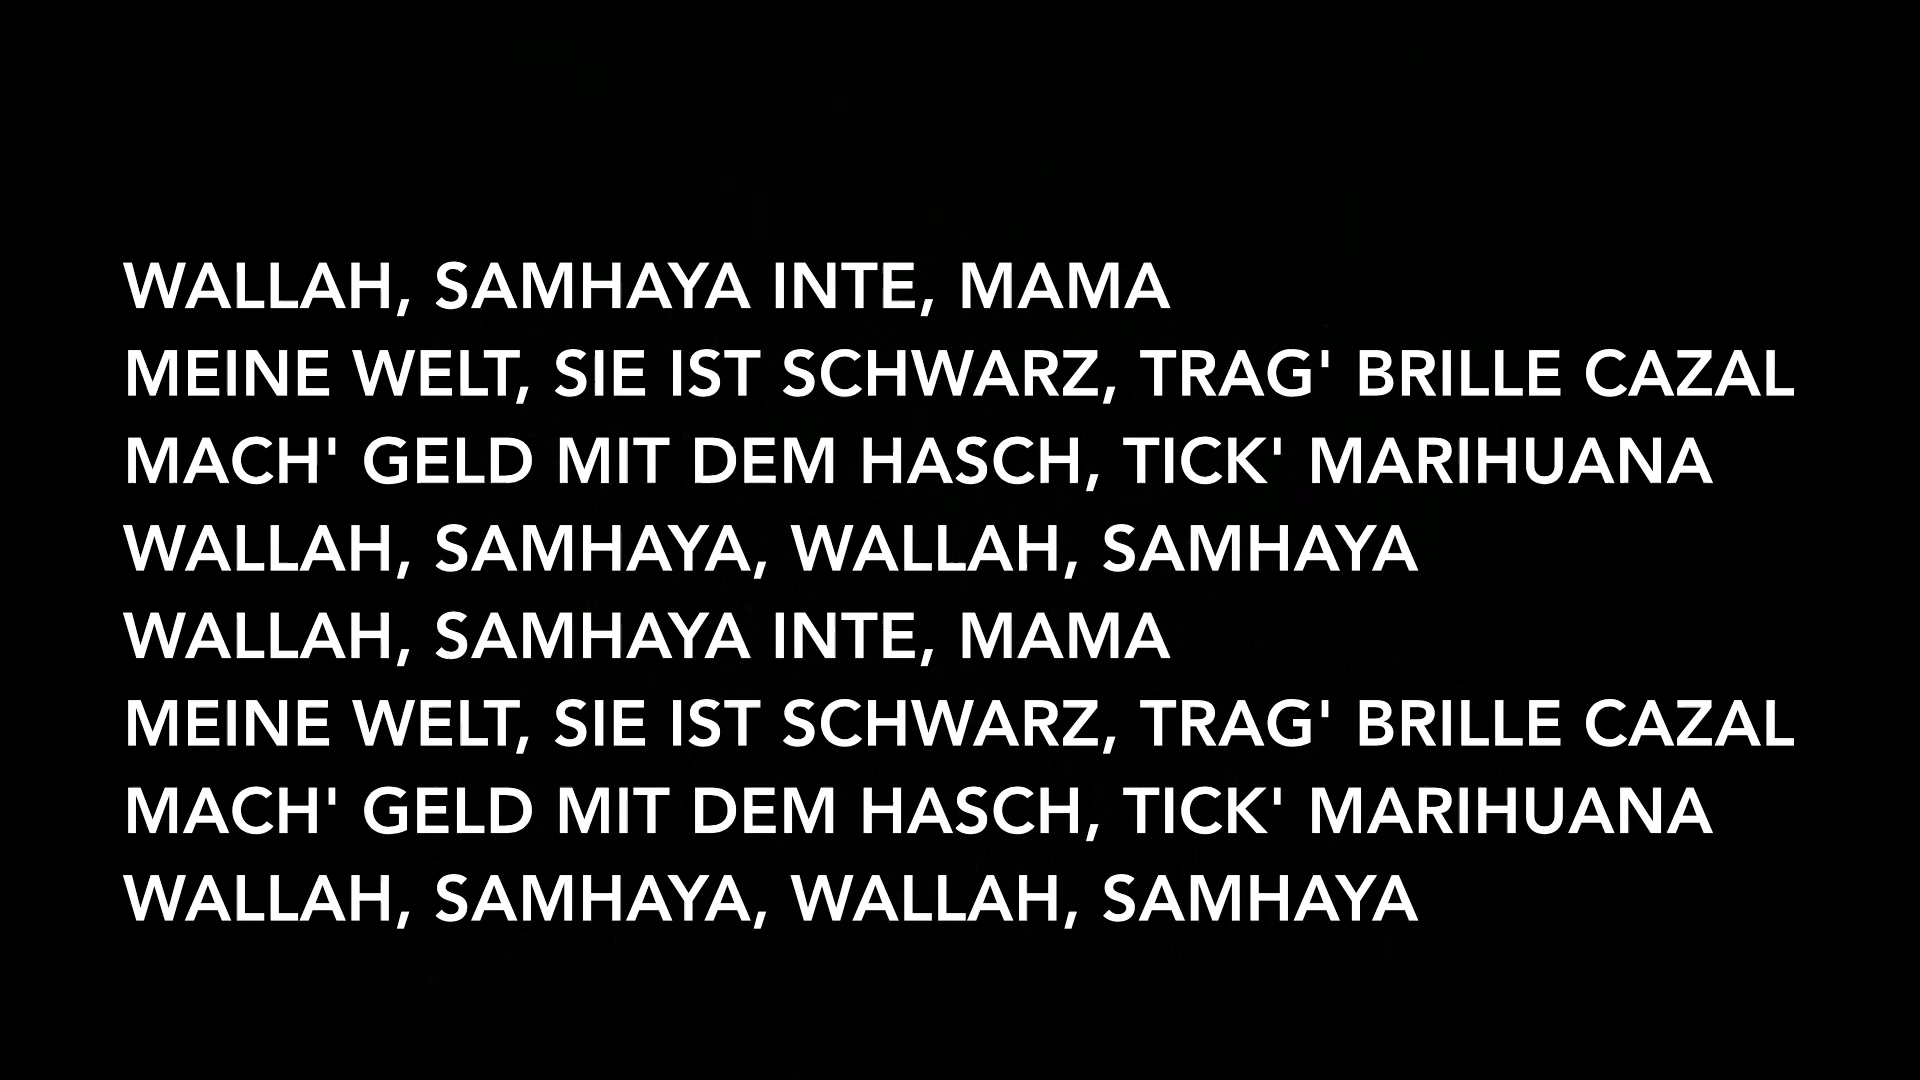 WALLAH, SAMHAYA INTE, MAMA
MEINE WELT, SIE IST SCHWARZ, TRAG' BRILLE CAZAL
MACH' GELD MIT DEM HASCH, TICK' MARIHUANA
WALLAH, SAMHAYA, WALLAH, SAMHAYA
WALLAH, SAMHAYA INTE, MAMA
MEINE WELT, SIE IST SCHWARZ, TRAG' BRILLE CAZAL
MACH' GELD MIT DEM HASCH, TICK' MARIHUANA
WALLAH, SAMHAYA, WALLAH, SAMHAYA